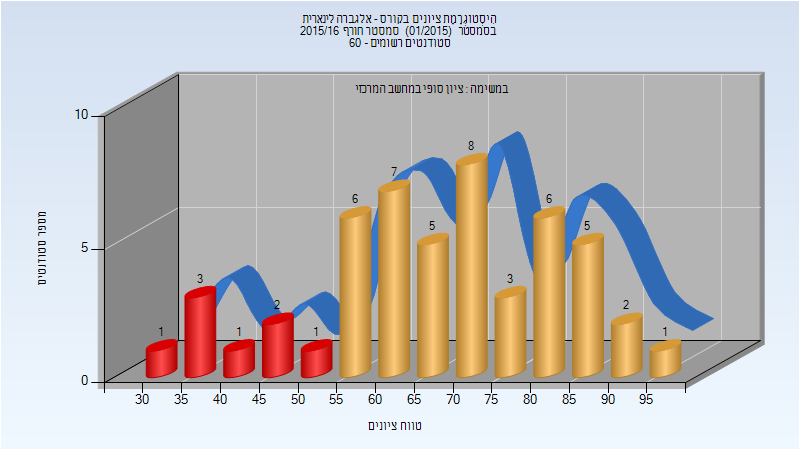 היסטוגרמת ציונים בקורס - אלגברה לינארית
בסמסטר (01/2015) סמסטר חורף 2015/16
סטודנטים רשומים - 60
במשימה : ציון סופי במחשב המרכזי
מספר סטודנטים
10
5
0
1
3
1
2
1
6
7
5
8
3
6
5
2
1
30 35 40 45 50 55 60 65 70 75 80 85 90 95
טווח ציונים